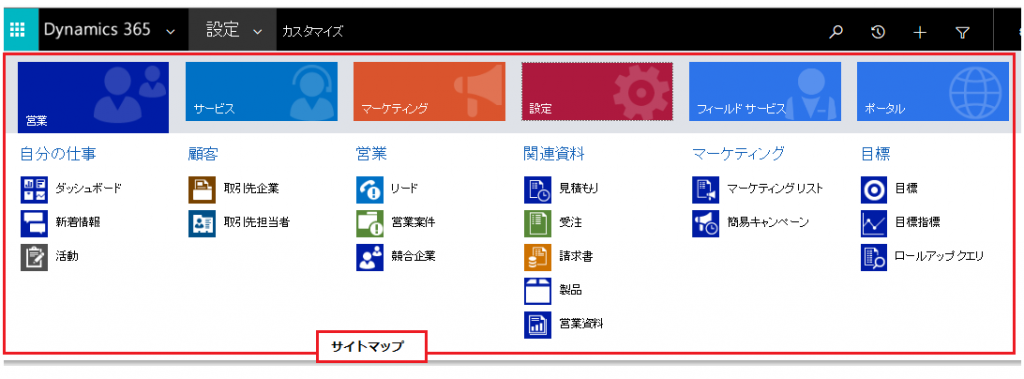 Dynamics 365 設定 カスタマイズ
営業 サービス マーケティング 設定 フィールド サービス ポータル
自分の仕事 顧客 営業 関連資料 マーケティング 目標
ダッシュボード 取引先企業 リード 見積もり マーケティング リスト 目標
新着情報 取引先担当者 営業案件 受注 簡易キャンペーン 目標指標
活動 競合企業 請求書 ロールアップ クエリ
製品
営業資料
サイトマップ